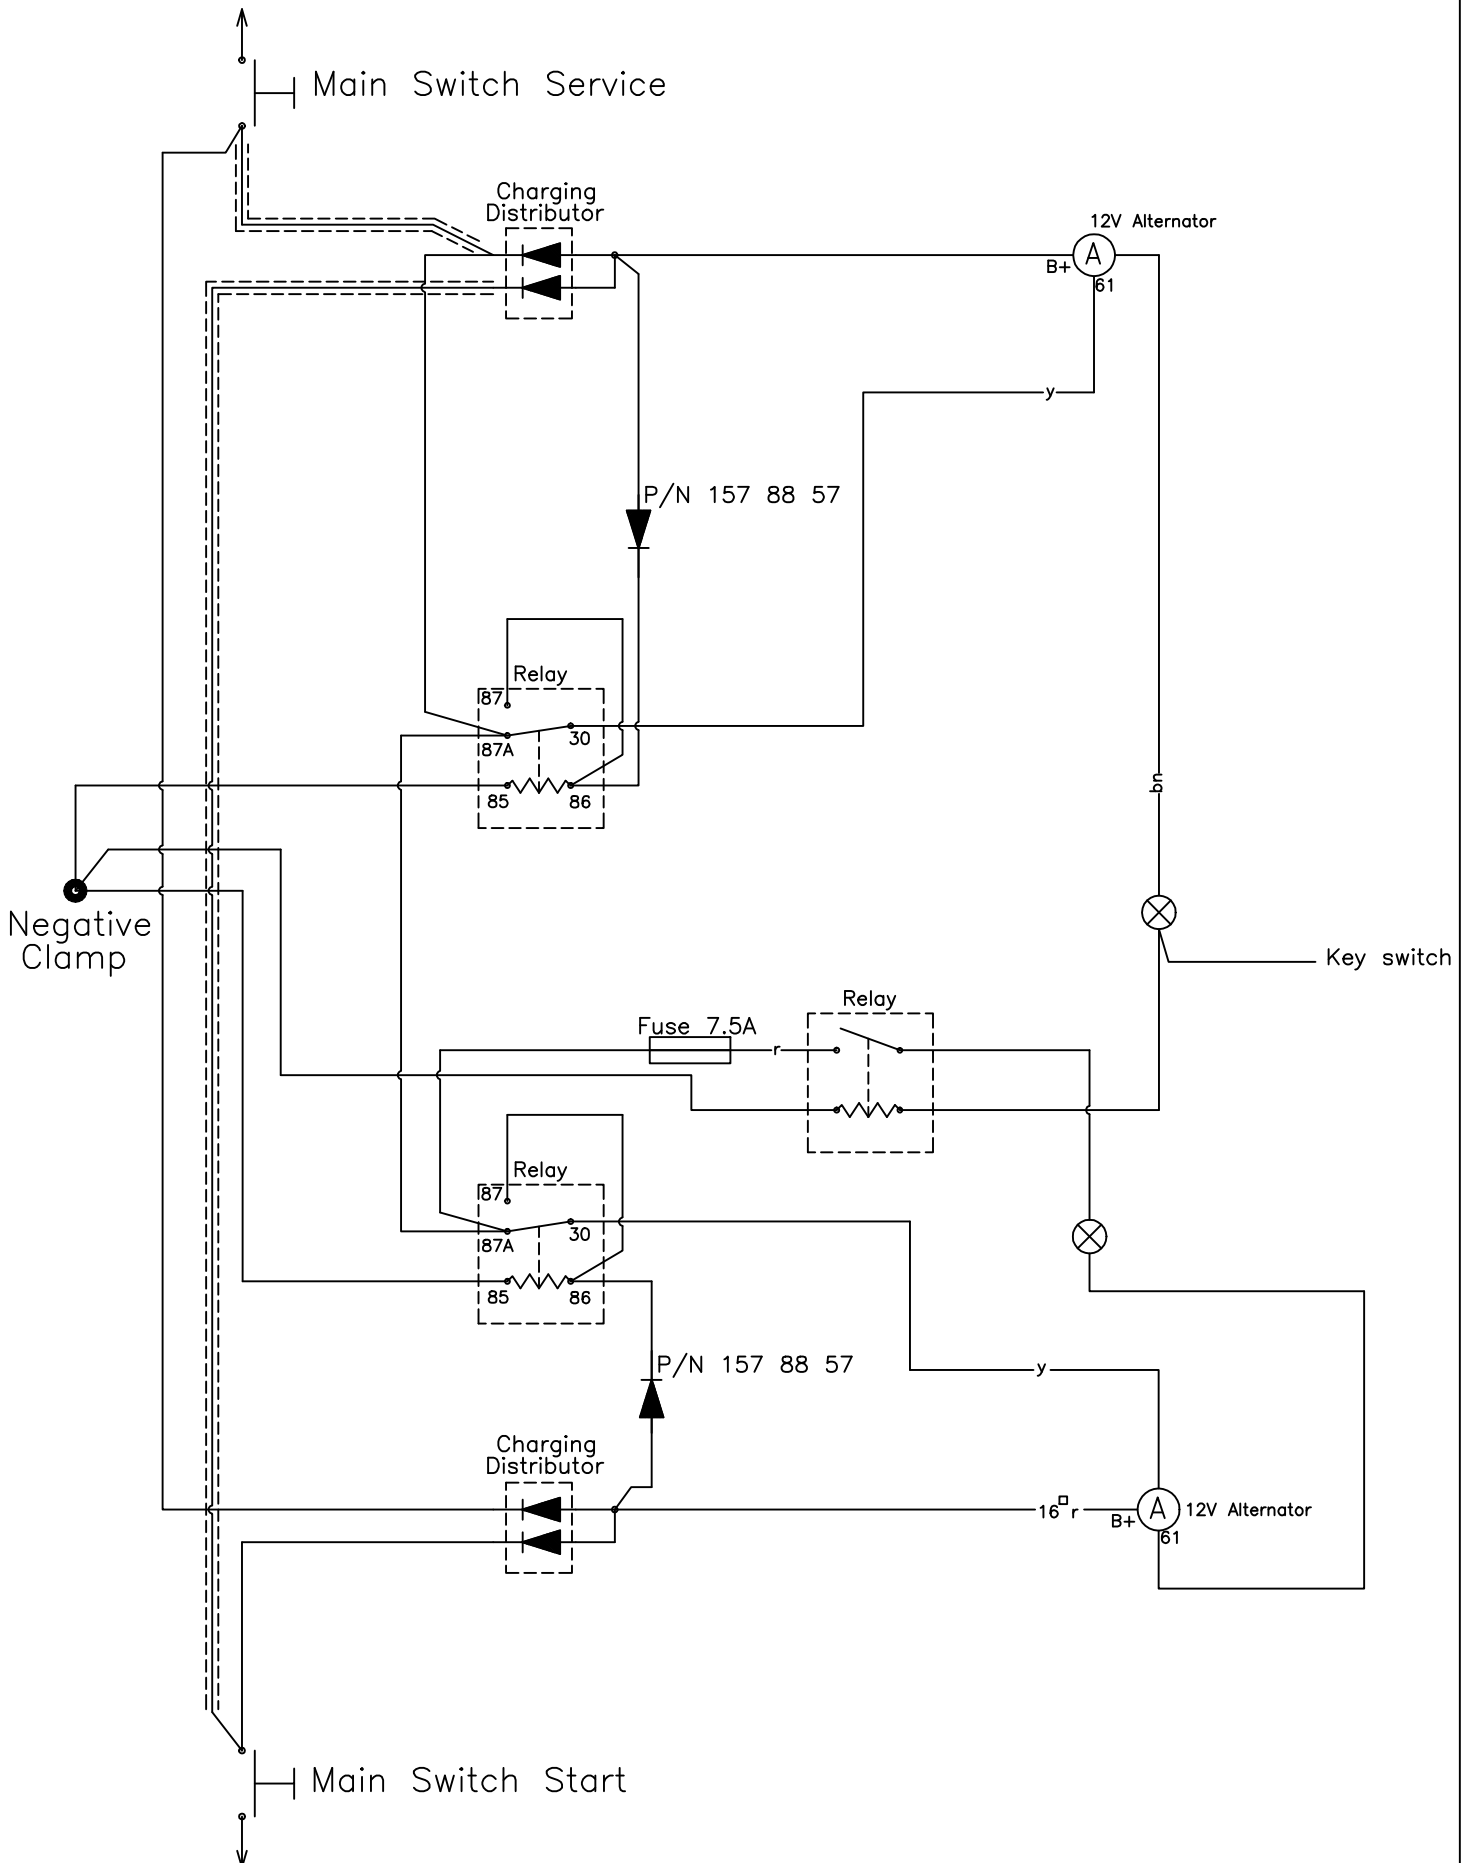 Main Switch Service
Charging
Distributor
12V Alternator
A
B+
61
y
P/N 157 88 57
Relay
87
30
87A
85
86
bn
Negative
Clamp
Key switch
Relay
Fuse 7.5A
r
Relay
87
30
87A
85
86
P/N 157 88 57
y
Charging
Distributor
16□ r
A
12V Alternator
B+
61
Main Switch Start